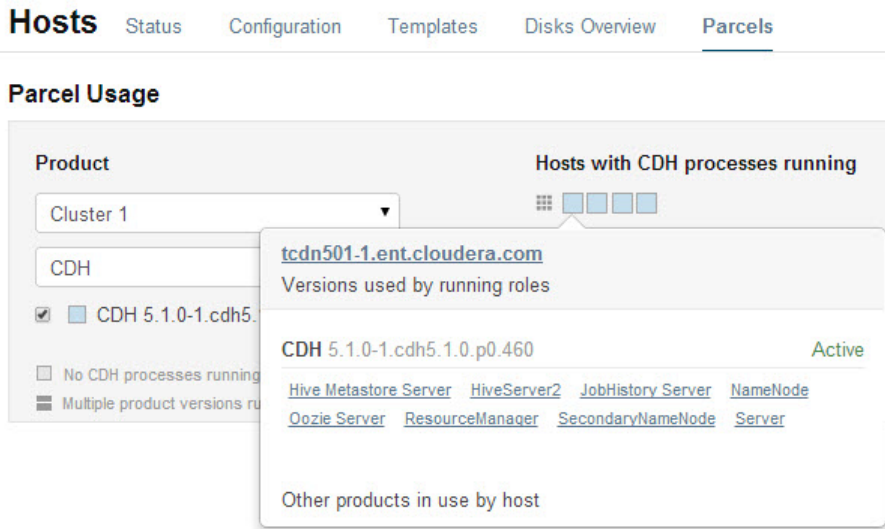 Hosts Status Configuration Templates Disks Overview Parcels
Parcel Usage
Product
Hosts with CDH processes running
Cluster 1
CDH
CDH 5.1.0-1.cdh5.
No CDH processes running
Multiple product versions
tcdn501-1.ent.cloudera.com
Versions used by running roles
CDH 5.1.0-1.cdh5.1.0.p0.460 Active
Hive Metastore Server HiveServer2 JobHistory Server NameNode
Oozie Server ResourceManager SecondaryNameNode Server
Other products in use by host